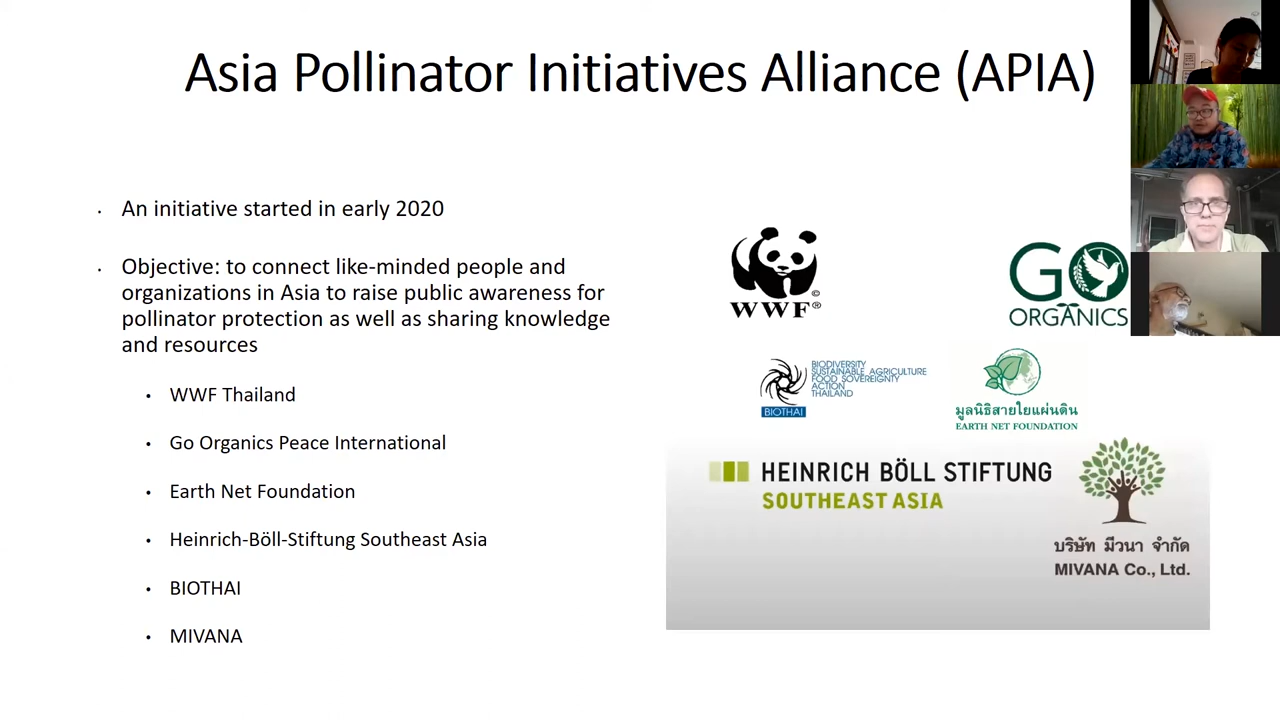 Asia Pollinator Initiatives Alliance (APIA)
An initiative started in early 2020
Objective: to connect like-minded people and
organizations in Asia to raise public awareness for
pollinator protection as well as sharing knowledge
and resources
WWF Thailand
Go Organics Peace International
Earth Net Foundation
Heinrich-Böll-Stiftung Southeast Asia
BIOTHAI
MIVANA
©
WWF®
GO
ORGANICS
BIODIVERSITY
SUSTAINABLE AGRICULTURE
FOOD SOVEREIGNTY
ACTION
THAILAND
BIOTHAI
มูลนิธิสายใยแผ่นดิน
EARTH NET FOUNDATION
HEINRICH BÖLL STIFTUNG
SOUTHEAST ASIA
บริษัท มีวนา จำกัด
MIVANA Co., Ltd.